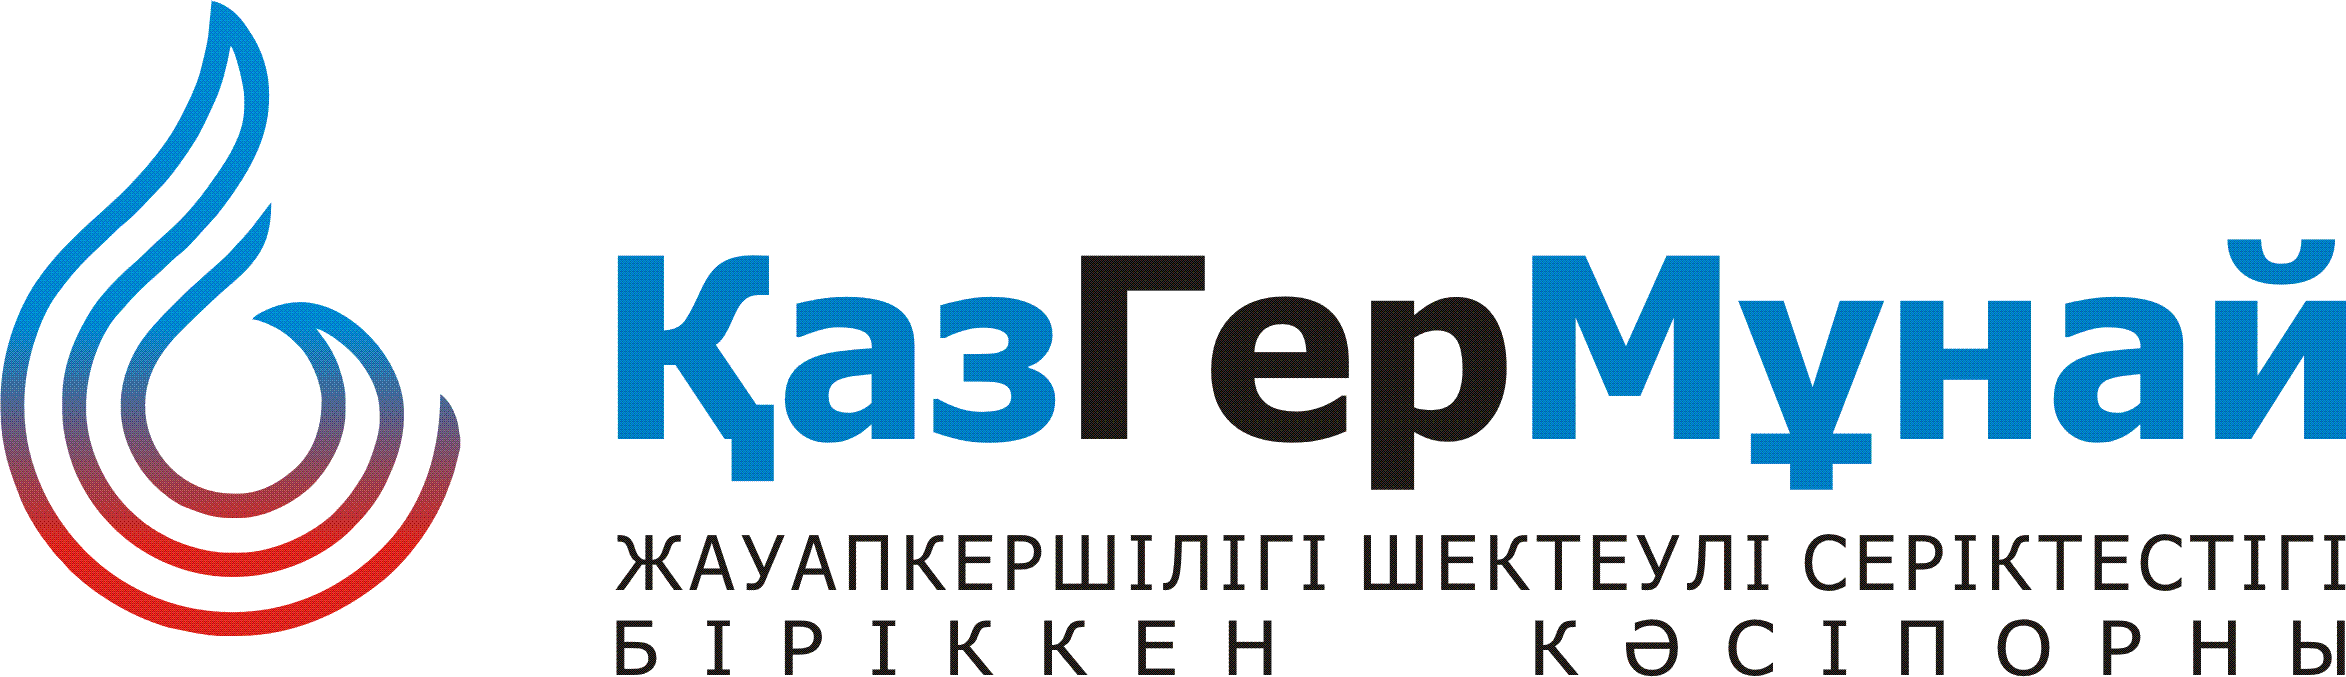 ҚазГерМұнай
ЖАУАПКЕРШІЛІГІ ШЕКТЕУЛІ СЕРІКТЕСТІГІ
БІРІККЕН КӘСІПОРНЫ